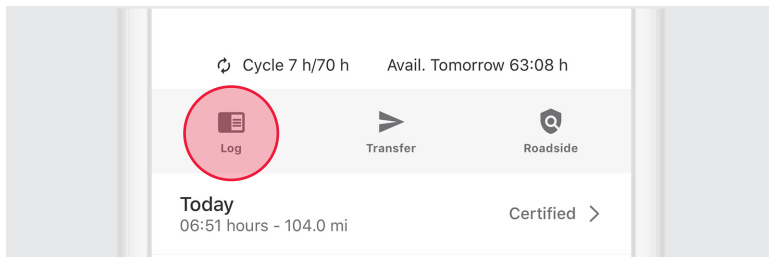 Cycle 7 h/70 h Avail. Tomorrow 63:08 h
Log Transfer Roadside
Today
06:51 hours - 104.0 mi
Certified